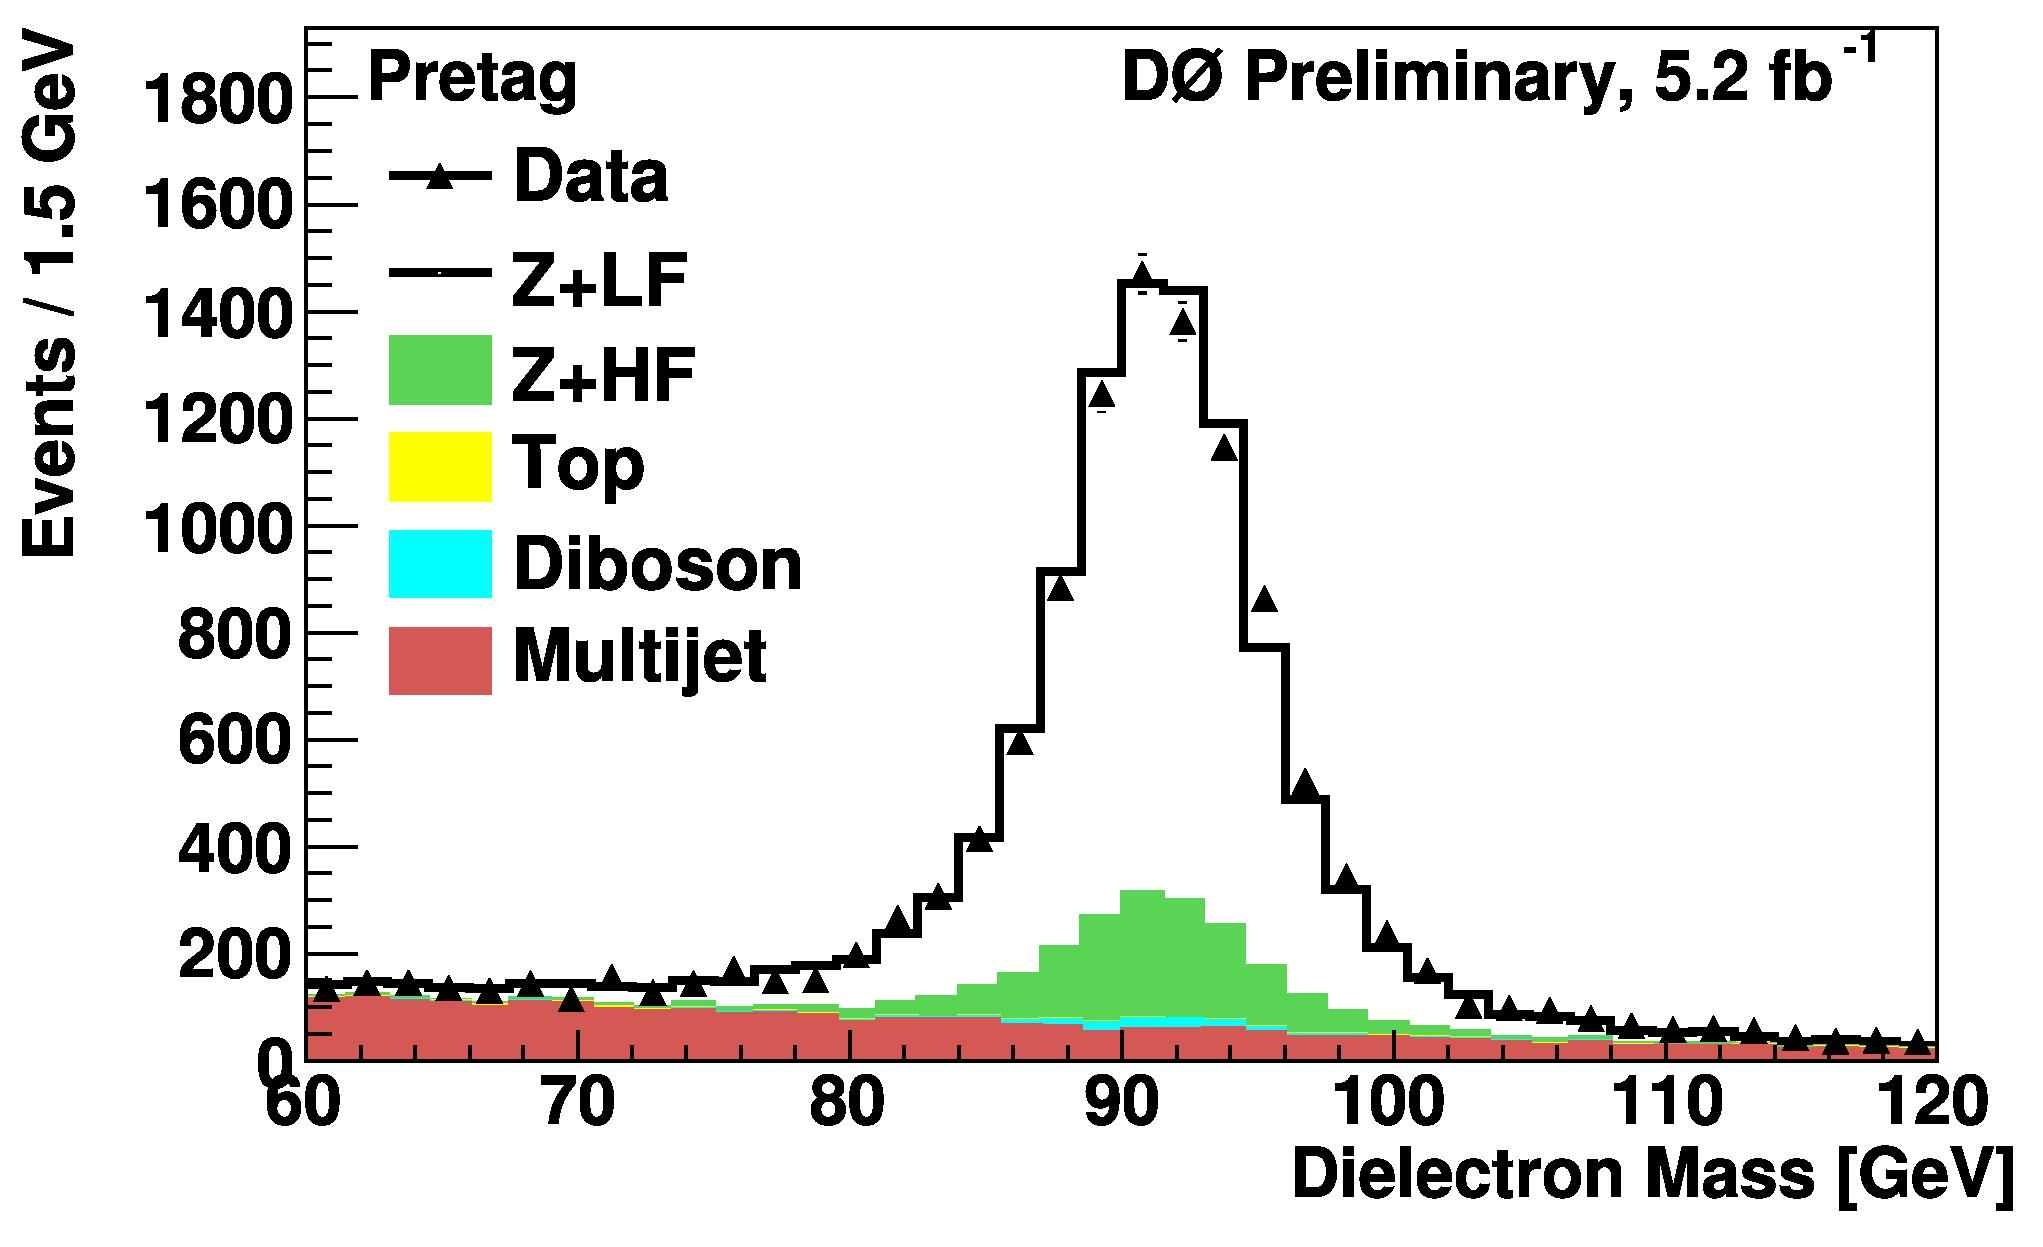 Events / 1.5 GeV
1800
1600
1400
1200
1000
800
600
400
200
0
Pretag
DØ Preliminary, 5.2 fb⁻¹
Data
Z+LF
Z+HF
Top
Diboson
Multijet
60 70 80 90 100 110 120
Dielectron Mass [GeV]